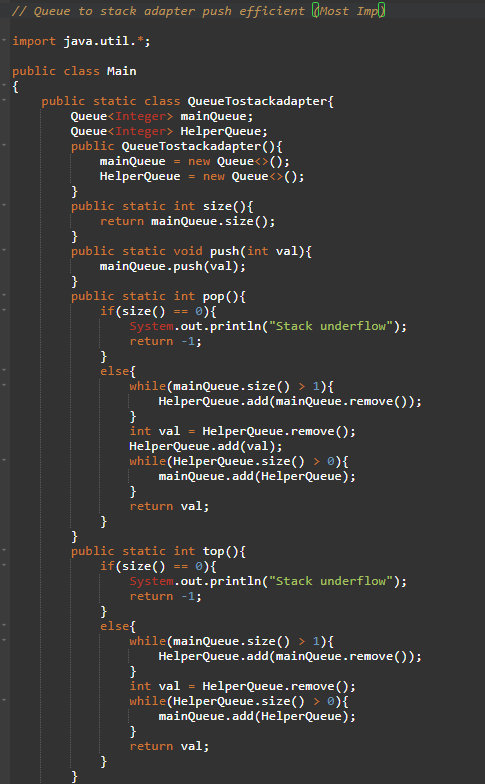 // Queue to stack adapter push efficient (Most Imp)
import java.util.*;
public class Main
{
public static class QueueTostackadapter{
Queue<Integer> mainQueue;
Queue<Integer> HelperQueue;
public QueueTostackadapter(){
mainQueue = new Queue<>();
HelperQueue = new Queue<>();
}
public static int size(){
return mainQueue.size();
}
public static void push(int val){
mainQueue.push(val);
}
public static int pop(){
if(size() == 0){
System.out.println("Stack underflow");
return -1;
}
else{
while(mainQueue.size() > 1){
HelperQueue.add(mainQueue.remove());
}
int val = HelperQueue.remove();
HelperQueue.add(val);
while(HelperQueue.size() > 0){
mainQueue.add(HelperQueue);
}
return val;
}
}
public static int top(){
if(size() == 0){
System.out.println("Stack underflow");
return -1;
}
else{
while(mainQueue.size() > 1){
HelperQueue.add(mainQueue.remove());
}
int val = HelperQueue.remove();
while(HelperQueue.size() > 0){
mainQueue.add(HelperQueue);
}
return val;
}
}